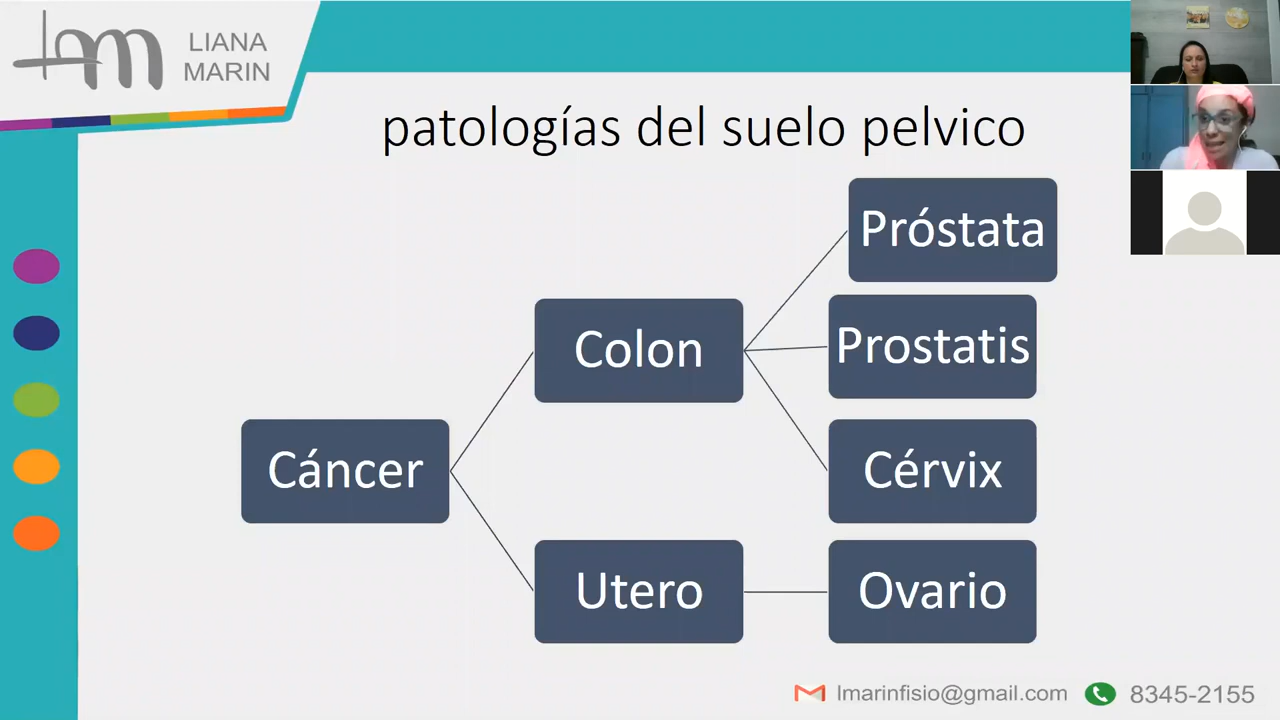 LIANA
MARIN
patologías del suelo pelvico
Próstata
Colon
Prostatis
Cáncer
Cérvix
Utero
Ovario
lmarinfisio@gmail.com
8345-2155